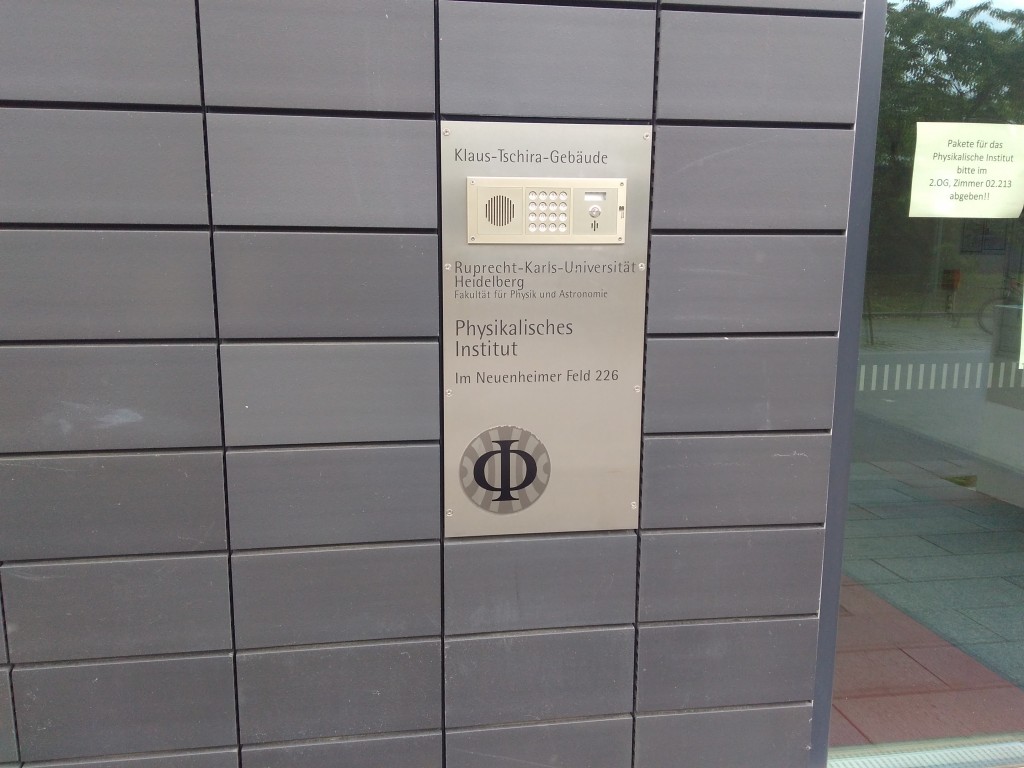 Klaus-Tschira-Gebäude
Ruprecht-Karls-Universität
Heidelberg
Fakultät für Physik und Astronomie
Physikalisches
Institut
Im Neuenheimer Feld 226
Φ
Pakete für das
Physikalische Institut
bitte im
2.OG, Zimmer 02.213
abgeben!!